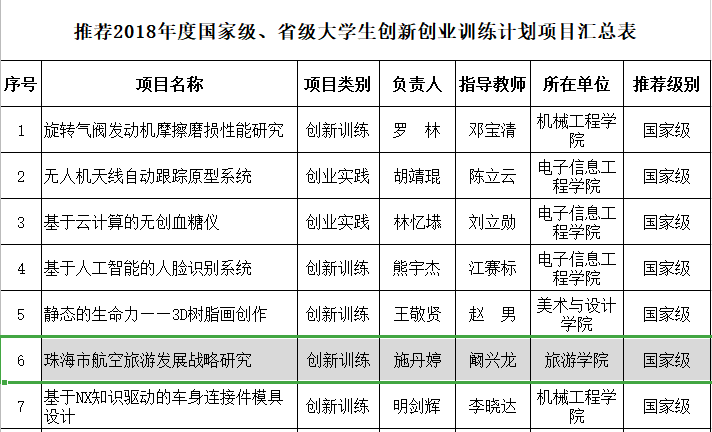 推荐2018年度国家级、省级大学生创新创业训练计划项目汇总表
序号 项目名称 项目类别 负责人 指导教师 所在单位 推荐级别
1 旋转气阀发动机摩擦磨损性能研究 创新训练 罗 林 邓宝清 机械工程学院 国家级
2 无人机天线自动跟踪原型系统 创业实践 胡靖琨 陈立云 电子信息工程学院 国家级
3 基于云计算的无创血糖仪 创业实践 林忆塨 刘立勋 电子信息工程学院 国家级
4 基于人工智能的人脸识别系统 创新训练 熊宇杰 江赛标 电子信息工程学院 国家级
5 静态的生命力——3D树脂画创作 创新训练 王敬贤 赵 男 美术与设计学院 国家级
6 珠海市航空旅游发展战略研究 创新训练 施丹婷 阚兴龙 旅游学院 国家级
7 基于NX知识驱动的车身连接件模具设计 创新训练 明剑辉 李晓达 机械工程学院 国家级